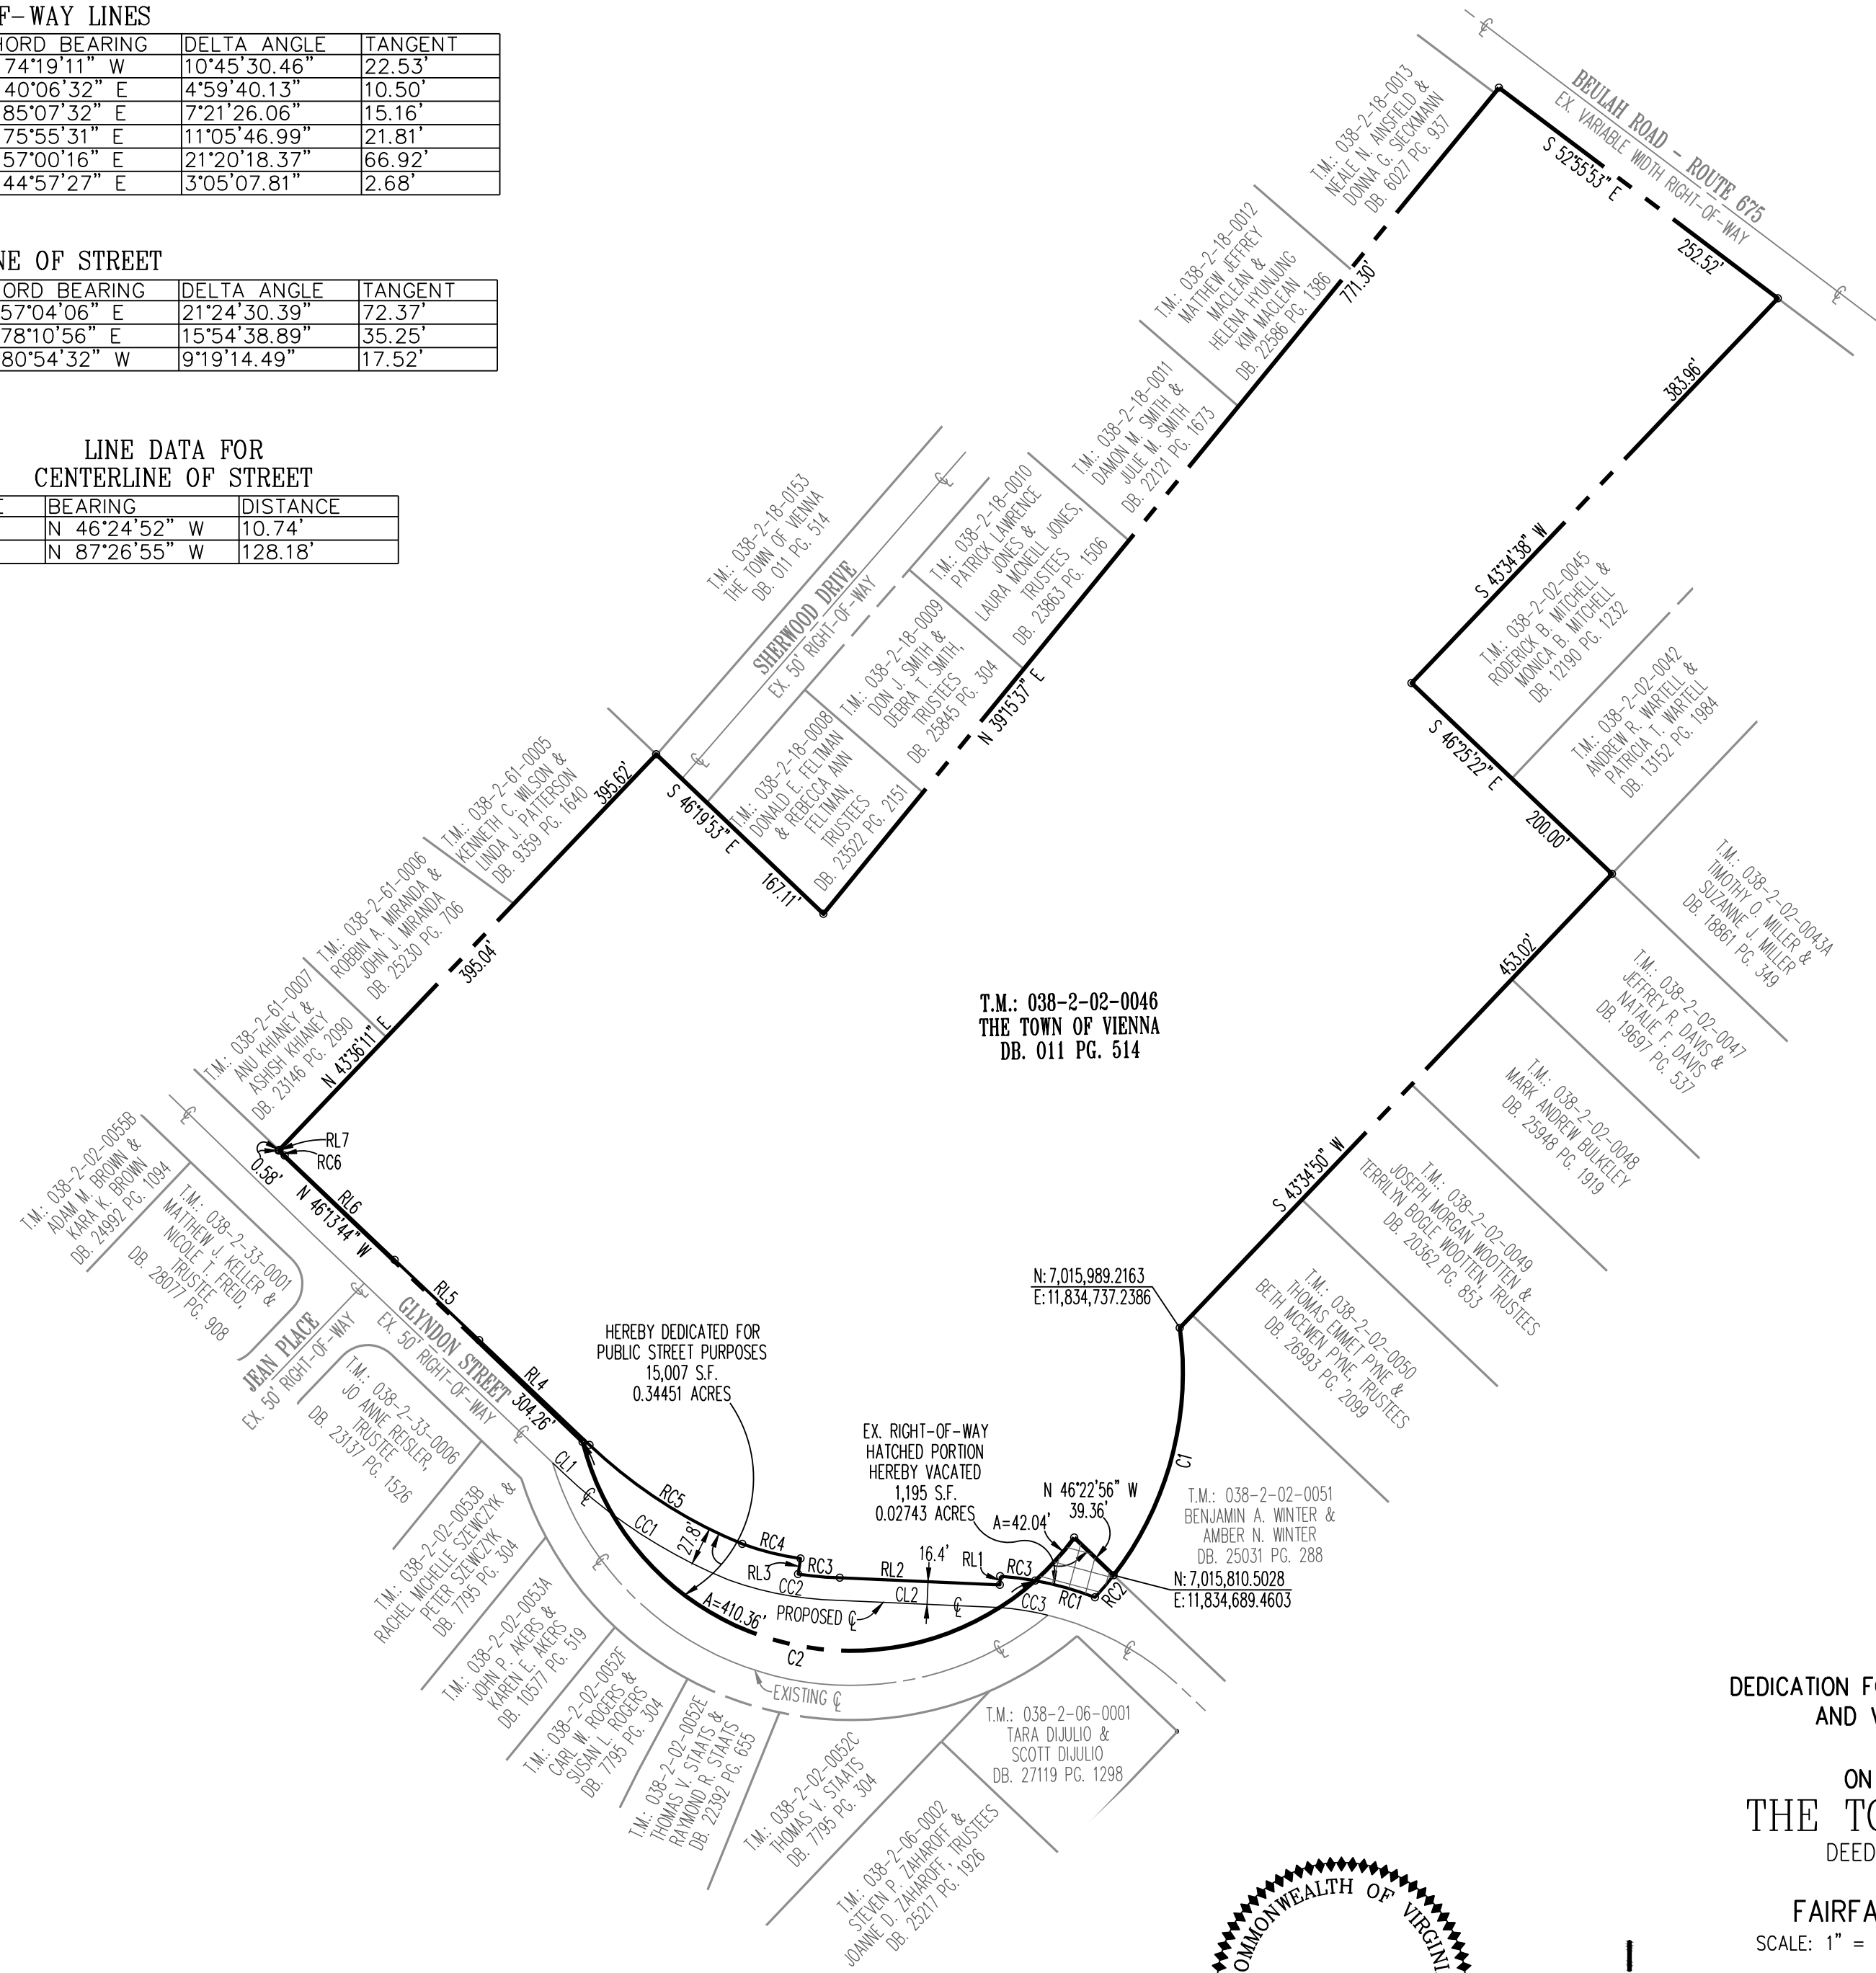 F-WAY LINES
HORD BEARING DELTA ANGLE TANGENT
74°19'11" W 10°45'30.46" 22.53'
40°06'32" E 4°59'40.13" 10.50'
85°07'32" E 7°21'26.06" 15.16'
75°55'31" E 11°05'46.99" 21.81'
57°00'16" E 21°20'18.37" 66.92'
44°57'27" E 3°05'07.81" 2.68'
NE OF STREET
ORD BEARING DELTA ANGLE TANGENT
57°04'06" E 21°24'30.39" 72.37'
78°10'56" E 15°54'38.89" 35.25'
80°54'32" W 9°19'14.49" 17.52'
LINE DATA FOR
CENTERLINE OF STREET
E BEARING DISTANCE
N 46°24'52" W 10.74'
N 87°26'55" W 128.18'
BEULAH ROAD - ROUTE 675
EX. VARIABLE WIDTH RIGHT-OF-WAY
S 52°55'53" E
252.52'
T.M.: 038-2-18-0013
NEALE N. AINSFIELD &
DONNA G. SIECKMANN
DB. 6027 PG. 937
T.M.: 038-2-18-0012
MATTHEW JEFFREY
MACLEAN &
HELENA HYUNJUNG
KIM MACLEAN
DB. 22586 PG. 1386
771.30'
T.M.: 038-2-18-0011
DAMON M. SMITH &
JULIE M. SMITH
DB. 22121 PG. 1673
T.M.: 038-2-18-0010
PATRICK LAWRENCE
JONES &
LAURA MCNEILL JONES,
TRUSTEES
DB. 23863 PG. 1506
T.M.: 038-2-18-0009
DON J. SMITH &
DEBRA T. SMITH,
TRUSTEES
DB. 25845 PG. 304
N 39°15'37" E
T.M.: 038-2-18-0008
DONALD E. FELTMAN
& REBECCA ANN
FELTMAN,
TRUSTEES
DB. 23522 PG. 2151
T.M.: 038-2-18-0153
THE TOWN OF VIENNA
DB. 011 PG. 514
SHERWOOD DRIVE
EX. 50' RIGHT-OF-WAY
S 46°19'53" E
167.11'
395.62'
T.M.: 038-2-61-0005
KENNETH C. WILSON &
LINDA J. PATTERSON
DB. 9359 PG. 1640
T.M.: 038-2-61-0006
ROBBIN A. MIRANDA &
JOHN J. MIRANDA
DB. 25230 PG. 706
395.04'
T.M.: 038-2-61-0007
ANU KHIANEY &
ASHISH KHIANEY
DB. 23146 PG. 2090
N 43°36'11" E
383.96'
S 43°34'38" W
T.M.: 038-2-02-0045
RODERICK B. MITCHELL &
MONICA B. MITCHELL
DB. 12190 PG. 1232
T.M.: 038-2-02-0042
ANDREW R. WARTELL &
PATRICIA T. WARTELL
DB. 13152 PG. 1984
S 46°25'22" E
200.00'
T.M.: 038-2-02-0043A
TIMOTHY O. MILLER &
SUZANNE J. MILLER
DB. 18861 PG. 349
453.02'
T.M.: 038-2-02-0047
JEFFREY R. DAVIS &
NATALIE F. DAVIS
DB. 19697 PG. 537
T.M.: 038-2-02-0048
MARK ANDREW BULKELEY
DB. 25948 PG. 1919
S 43°34'50" W
T.M.: 038-2-02-0049
JOSEPH MORGAN WOOTTEN &
TERRILYN BOGLE WOOTTEN, TRUSTEES
DB. 20362 PG. 853
T.M.: 038-2-02-0050
THOMAS EMMET PYNE &
BETH MCEWEN PYNE, TRUSTEES
DB. 26993 PG. 2099
T.M.: 038-2-02-0046
THE TOWN OF VIENNA
DB. 011 PG. 514
N: 7,015,989.2163
E: 11,834,737.2386
C1
T.M.: 038-2-02-0051
BENJAMIN A. WINTER &
AMBER N. WINTER
DB. 25031 PG. 288
N: 7,015,810.5028
E: 11,834,689.4603
RL7
RC6
0.58'
RL6
N 46°13'44" W
RL5
RL4
304.26'
T.M.: 038-2-02-0055B
ADAM M. BROWN &
KARA K. BROWN
DB. 24992 PG. 1094
T.M.: 038-2-33-0001
MATTHEW J. KELLER &
NICOLE T. FREID,
TRUSTEE
DB. 28077 PG. 908
JEAN PLACE
EX. 50' RIGHT-OF-WAY
GLYNDON STREET
EX. 50' RIGHT-OF-WAY
T.M.: 038-2-33-0006
JO ANNE REISLER,
TRUSTEE
DB. 23137 PG. 1526
HEREBY DEDICATED FOR
PUBLIC STREET PURPOSES
15,007 S.F.
0.34451 ACRES
EX. RIGHT-OF-WAY
HATCHED PORTION
HEREBY VACATED
1,195 S.F.
0.02743 ACRES
N 46°22'56" W
39.36'
A=42.04'
CL1
CC1
RC5
27.8'
RC4
RL3
RC3
CC2
RL2
16.4'
CL2
RL1
RC3
CC3
RC1
RC2
PROPOSED ℄
A=410.36'
C2
EXISTING ℄
T.M.: 038-2-02-0053B
RACHEL MICHELLE SZEWCZYK &
PETER SZEWCZYK
DB. 7795 PG. 304
T.M.: 038-2-02-0053A
JOHN P. AKERS &
KAREN E. AKERS
DB. 10577 PG. 519
T.M.: 038-2-02-0052F
CARL W. ROGERS &
SUSAN L. ROGERS
DB. 7795 PG. 304
T.M.: 038-2-02-0052E
THOMAS V. STAATS &
RAYMOND R. STAATS
DB. 22392 PG. 655
T.M.: 038-2-02-0052C
THOMAS V. STAATS
DB. 7795 PG. 304
T.M.: 038-2-06-0002
STEVEN P. ZAHAROFF &
JOANNE D. ZAHAROFF, TRUSTEES
DB. 25217 PG. 1926
T.M.: 038-2-06-0001
TARA DIJULIO &
SCOTT DIJULIO
DB. 27119 PG. 1298
OMMONWEALTH OF VIRGINI
DEDICATION F
AND V
ON
THE TO
DEED
FAIRFA
SCALE: 1" =